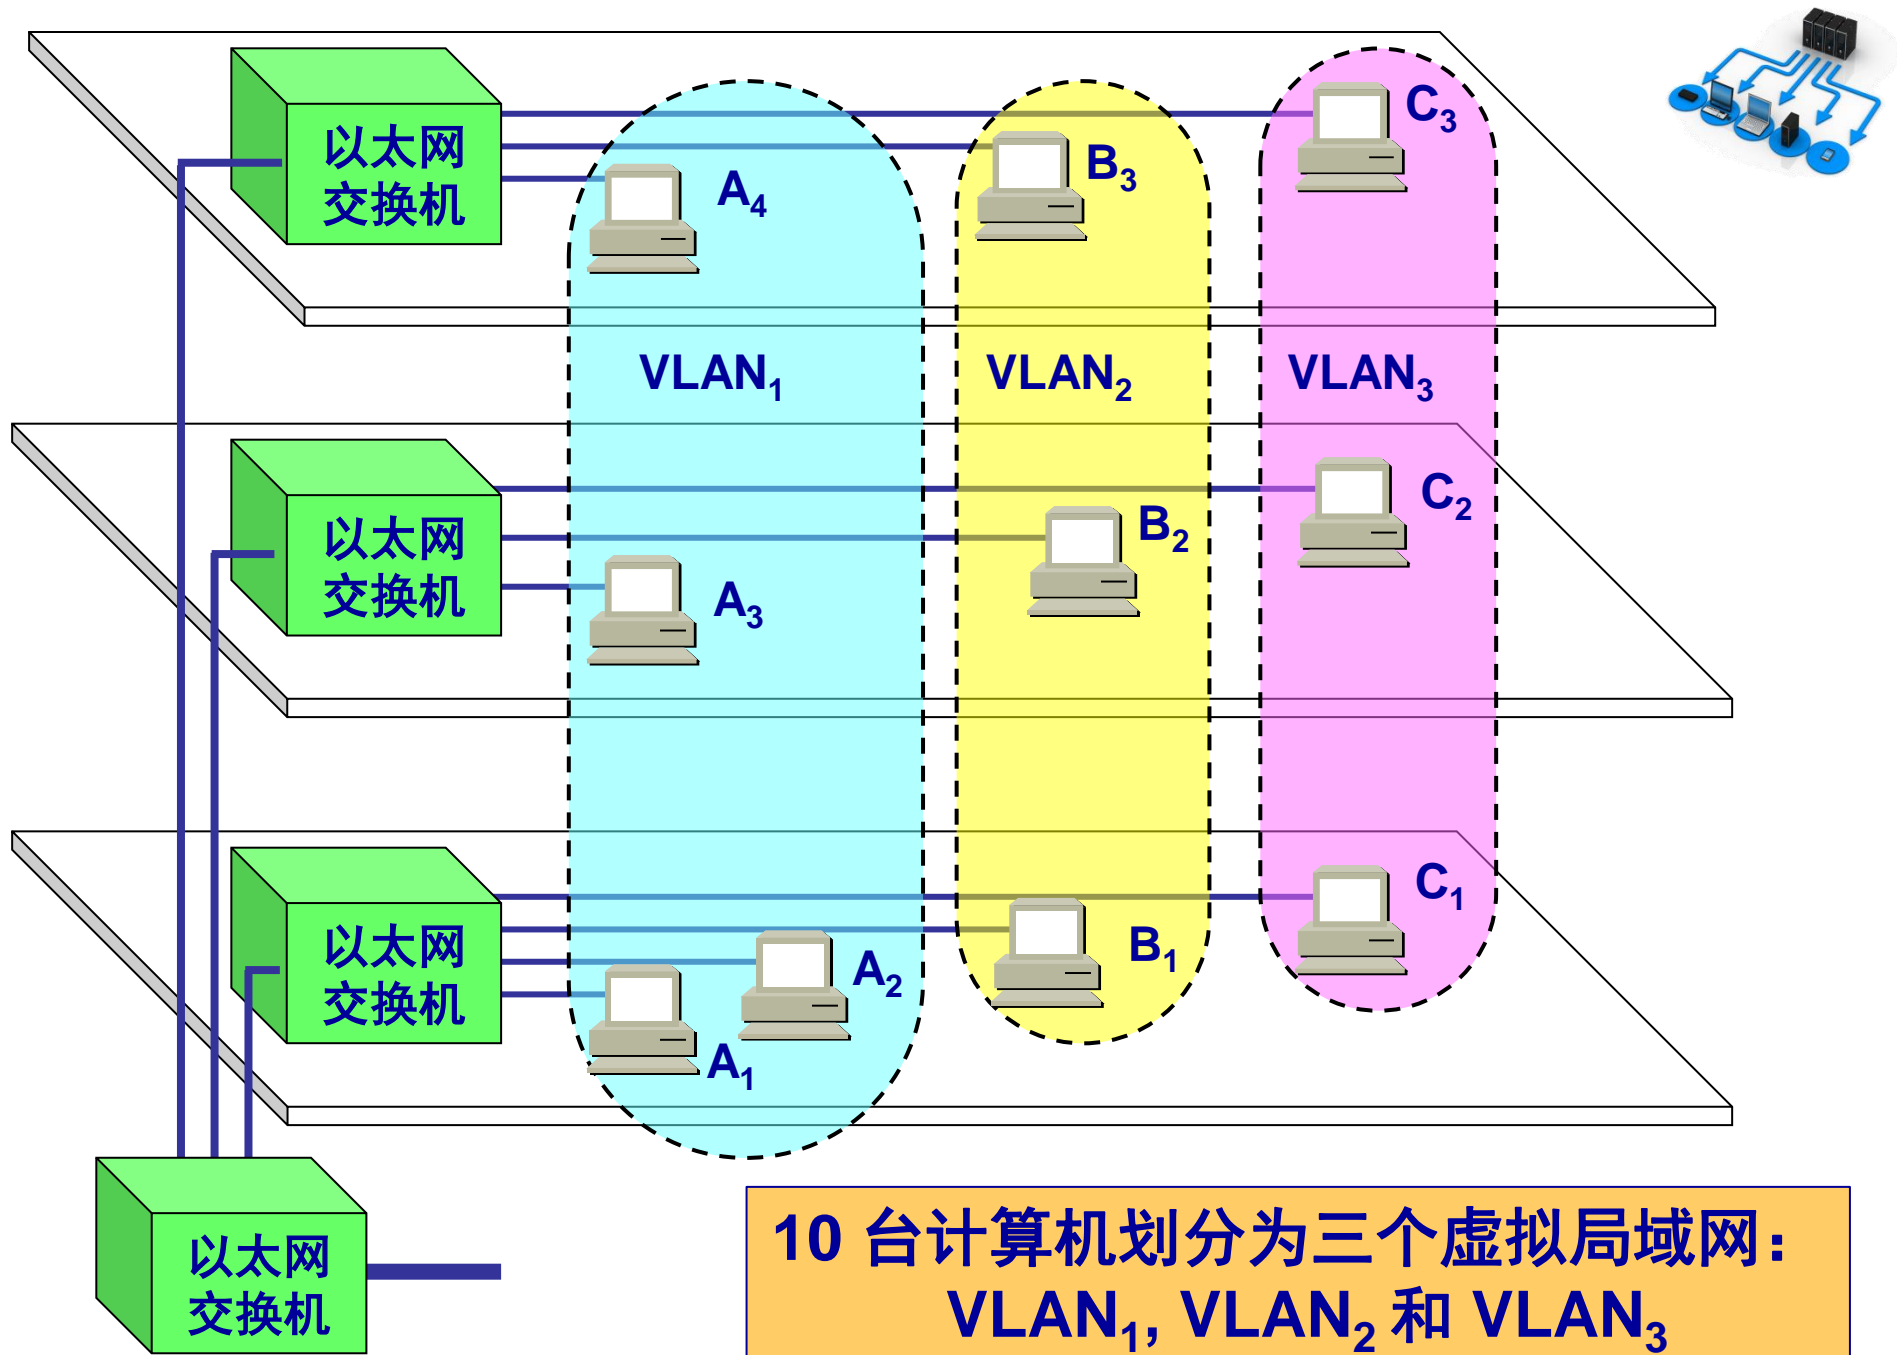 以太网
交换机
A₄
B₃
C₃
VLAN₁
VLAN₂
VLAN₃
以太网
交换机
A₃
B₂
C₂
以太网
交换机
A₁
A₂
B₁
C₁
以太网
交换机
10 台计算机划分为三个虚拟局域网：
VLAN₁, VLAN₂ 和 VLAN₃